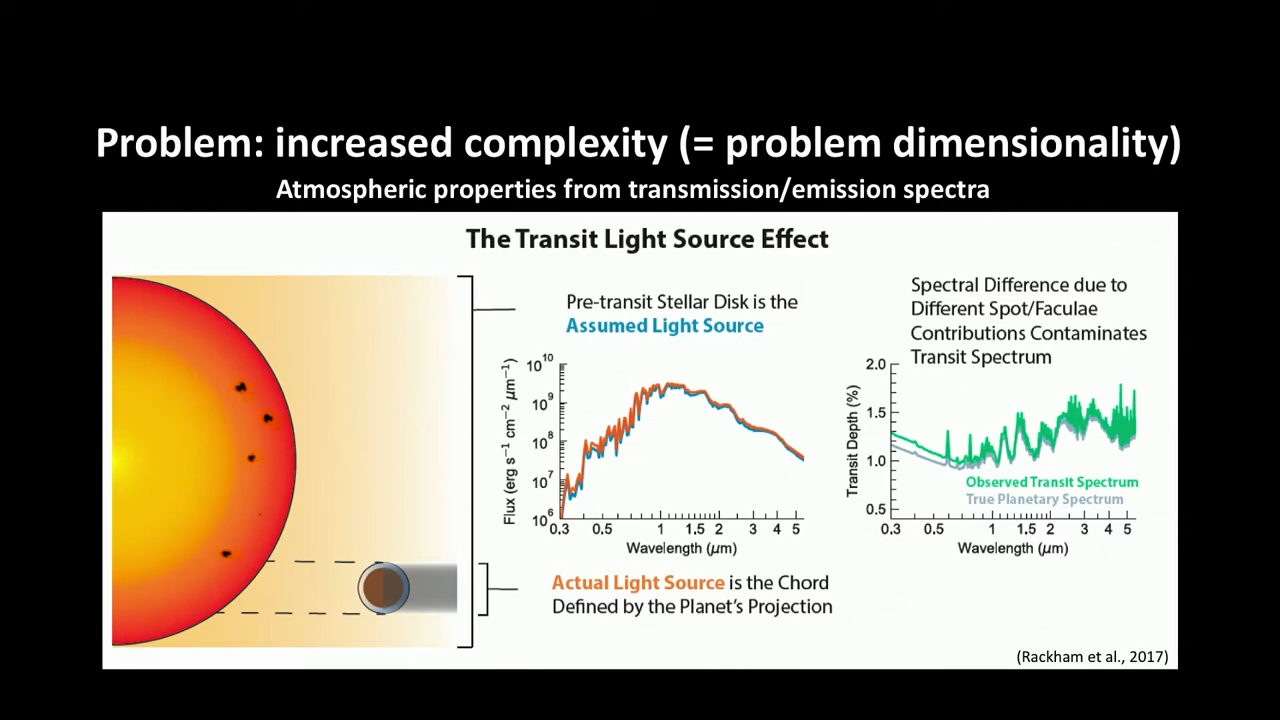 Problem: increased complexity (= problem dimensionality)
Atmospheric properties from transmission/emission spectra
The Transit Light Source Effect
Pre-transit Stellar Disk is the
Assumed Light Source
Flux (erg s⁻¹ cm⁻² μm⁻¹)
10¹⁰
10⁹
10⁸
10⁷
10⁶
0.3 0.5 1 1.5 2 3 4 5
Wavelength (μm)
Actual Light Source is the Chord
Defined by the Planet's Projection
Spectral Difference due to
Different Spot/Faculae
Contributions Contaminates
Transit Spectrum
Transit Depth (%)
2.0
1.5
1.0
0.5
Observed Transit Spectrum
True Planetary Spectrum
0.3 0.5 1 1.5 2 3 4 5
Wavelength (μm)
(Rackham et al., 2017)